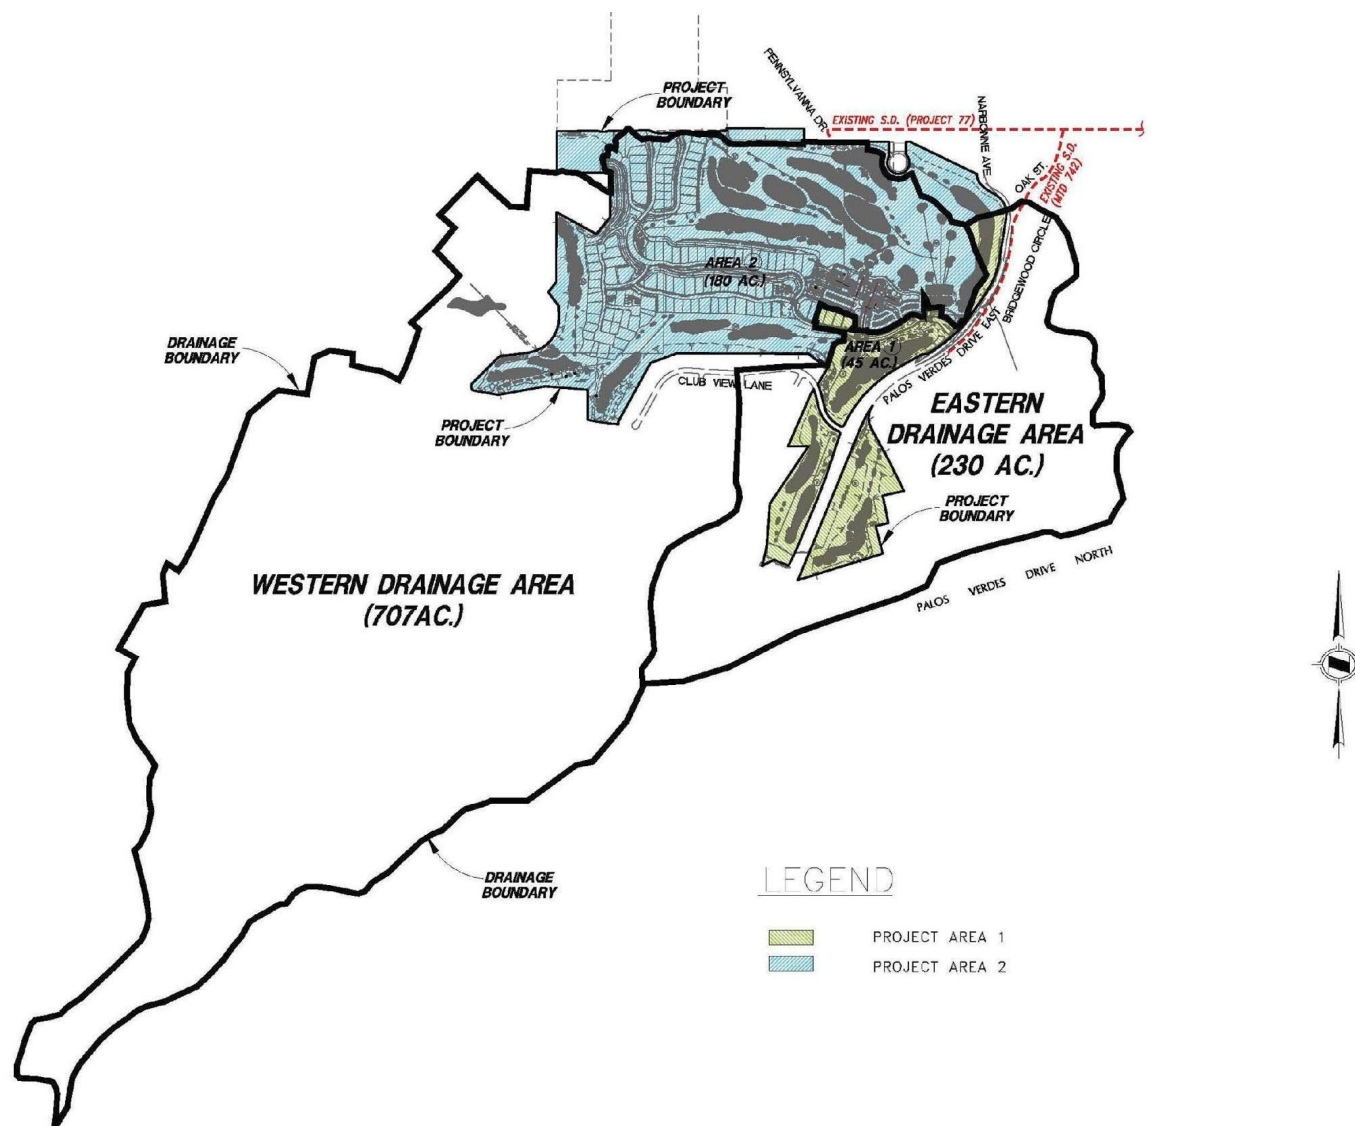 PENNSYLVANNA DR.
PROJECT
BOUNDARY
NARBONNE AVE.
EXISTING S.D. (PROJECT 77)
OAK ST.
EXISTING S.D.
(MTD 742)
BRIDGEWOOD CIRCLE
AREA 2
(180 AC.)
DRAINAGE
BOUNDARY
AREA 1
(45 AC.)
PALOS VERDES DRIVE EAST
CLUB VIEW LANE
PROJECT
BOUNDARY
EASTERN
DRAINAGE AREA
(230 AC.)
PROJECT
BOUNDARY
WESTERN DRAINAGE AREA
(707AC.)
PALOS VERDES DRIVE NORTH
DRAINAGE
BOUNDARY
LEGEND
PROJECT AREA 1
PROJECT AREA 2